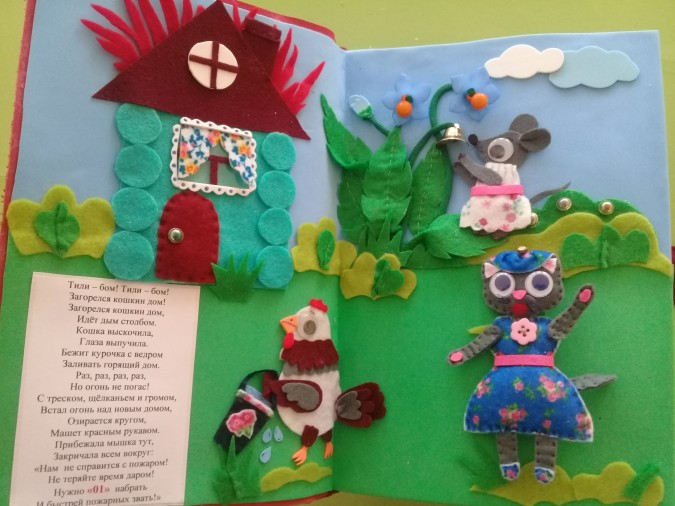 Тили – бом! Тили – бом!
Загорелся кошкин дом!
Загорелся кошкин дом,
Идёт дым столбом.
Кошка выскочила,
Глаза выпучила.
Бежит курочка с ведром
Заливать горящий дом.
Раз, раз, раз, раз,
Но огонь не погас!
С треском, щёлканьем и громом,
Встал огонь над новым домом,
Озирается кругом,
Машет красным рукавом.
Прибежала мышка тут,
Закричала всем вокруг:
«Нам не справится с пожаром!
Не теряйте время даром!
Нужно «01» набрать
И быстрей пожарных звать!»